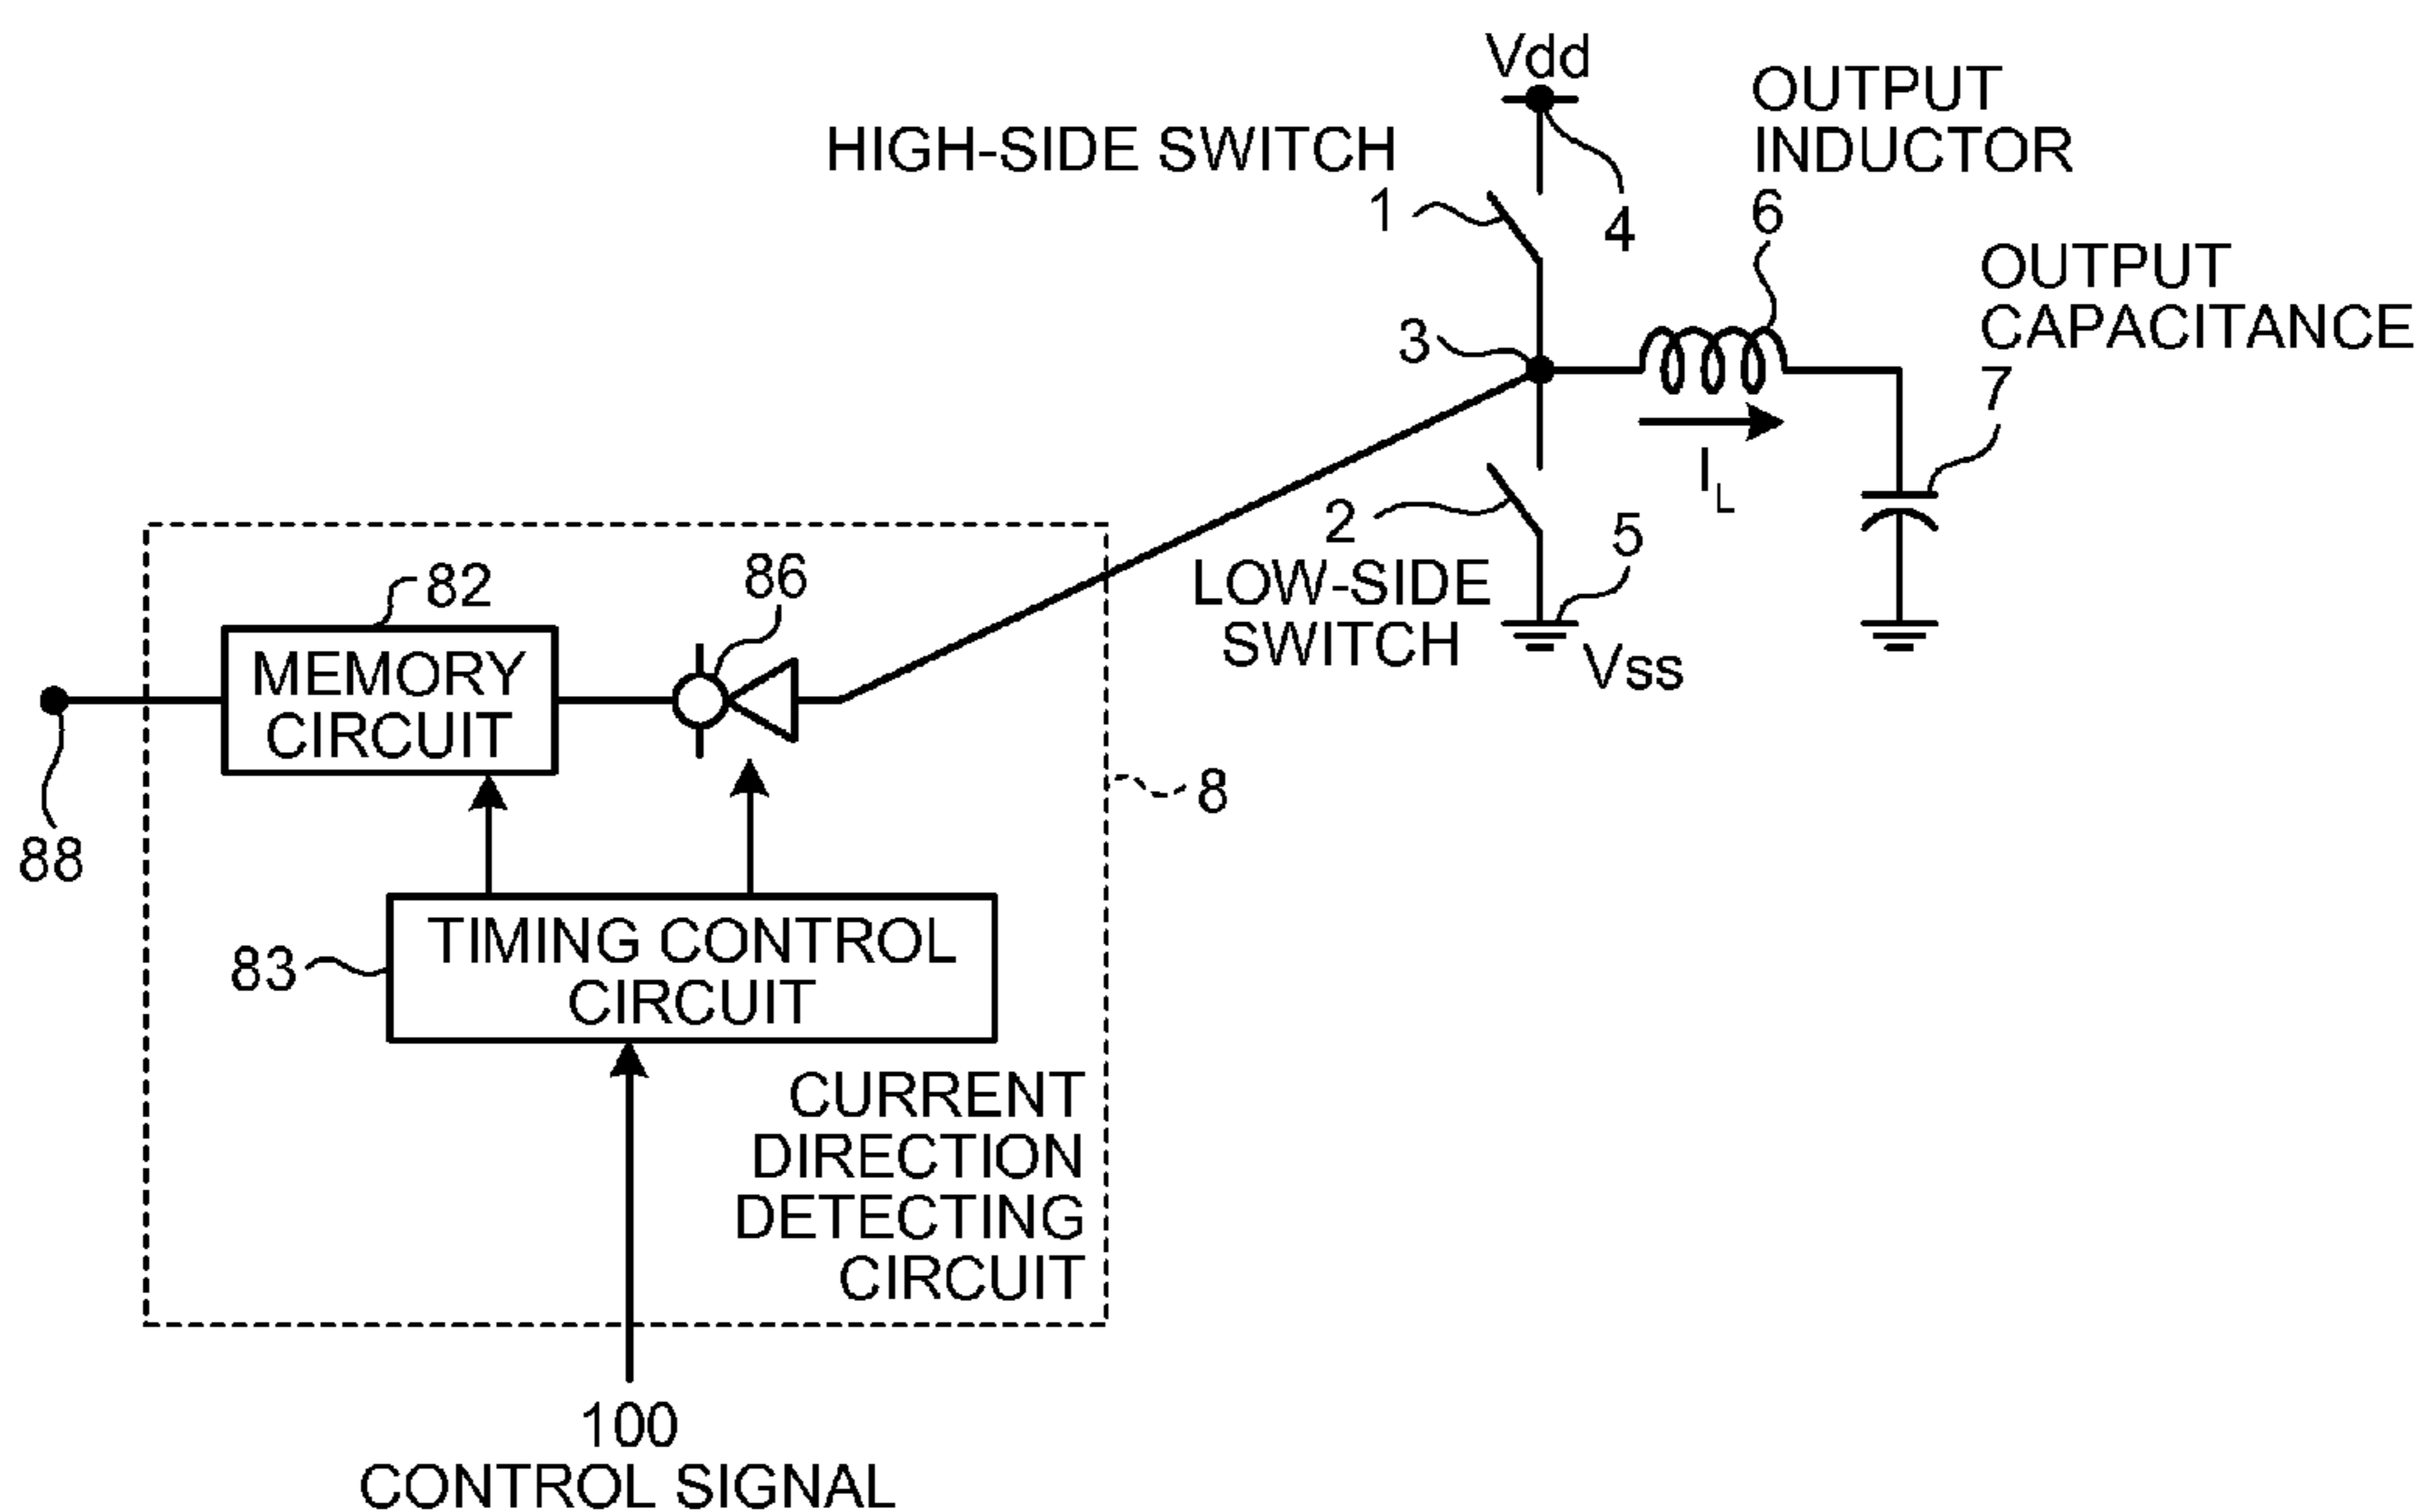 Vdd
OUTPUT
INDUCTOR
6
HIGH-SIDE SWITCH
1
4
OUTPUT
CAPACITANCE
7
3
I_L
2
LOW-SIDE
SWITCH
5
Vss
82
86
MEMORY
CIRCUIT
88
8
83
TIMING CONTROL
CIRCUIT
CURRENT
DIRECTION
DETECTING
CIRCUIT
100
CONTROL SIGNAL